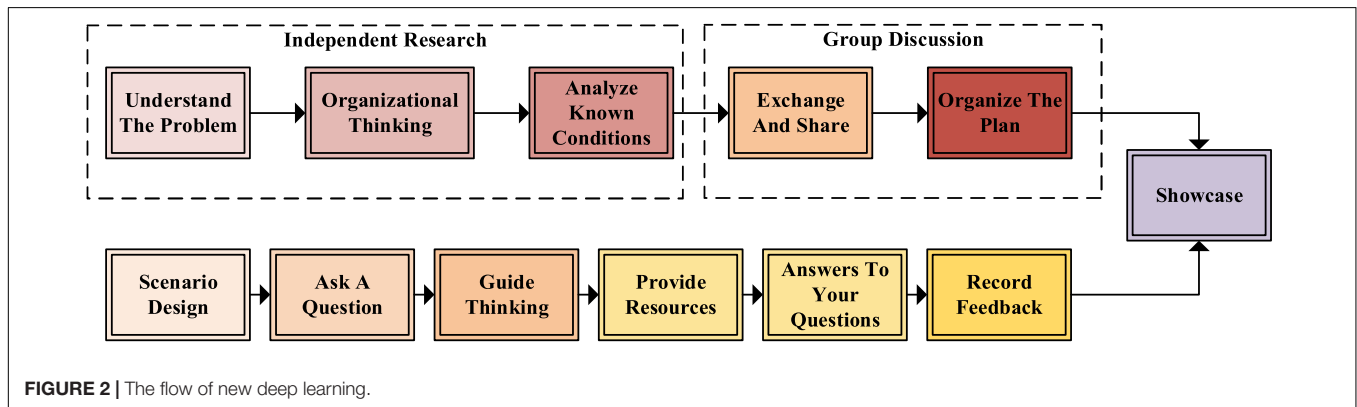 Independent Research
Group Discussion
Understand
The Problem
Organizational
Thinking
Analyze
Known
Conditions
Exchange
And Share
Organize The
Plan
Showcase
Scenario
Design
Ask A
Question
Guide
Thinking
Provide
Resources
Answers To
Your
Questions
Record
Feedback
FIGURE 2 | The flow of new deep learning.